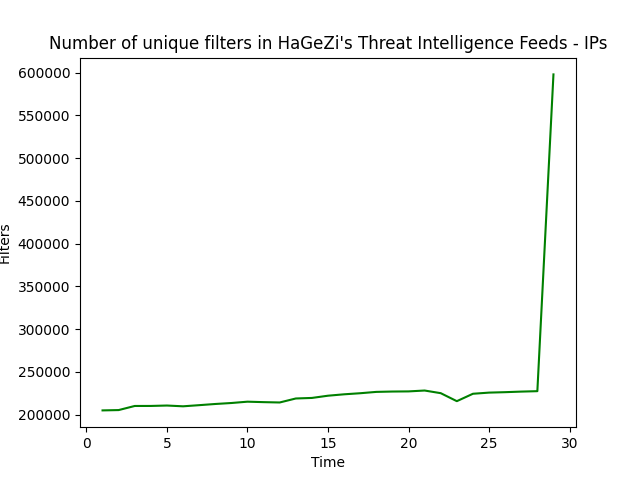 Number of unique filters in HaGeZi's Threat Intelligence Feeds - IPs
600000
550000
500000
450000
400000
350000
300000
250000
200000
Filters
0 5 10 15 20 25 30
Time